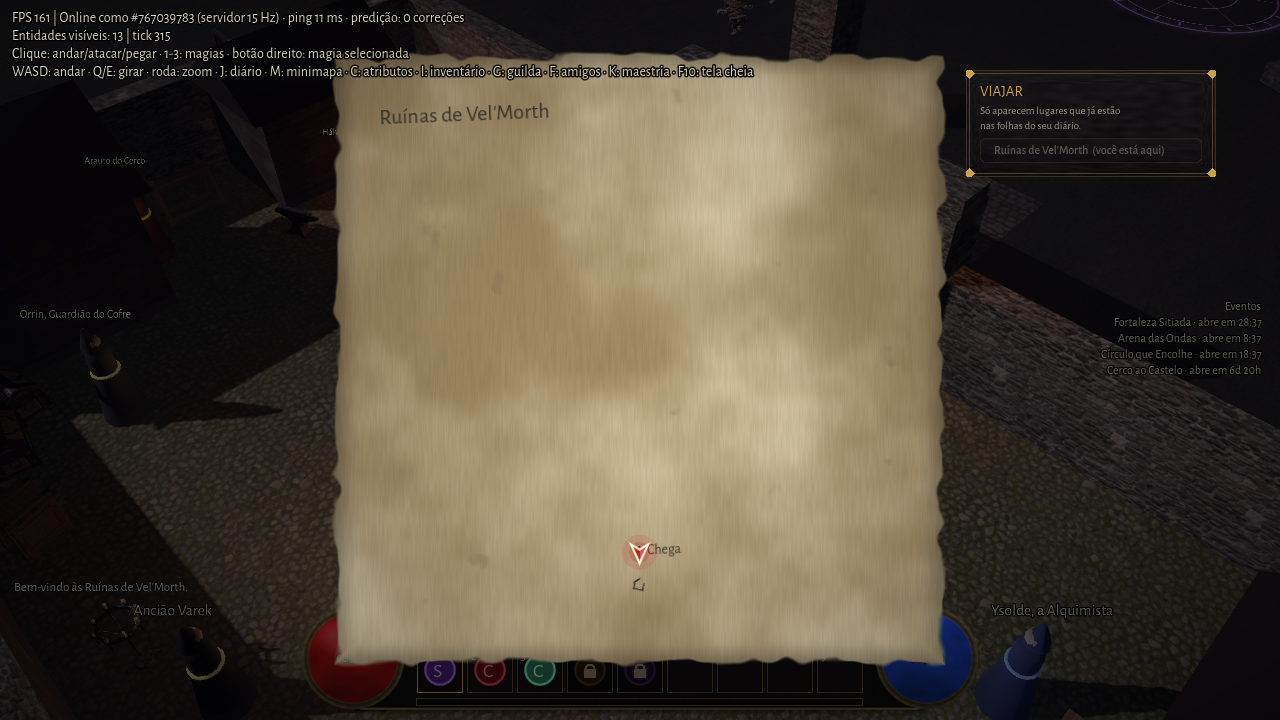 FPS 161 | Online como #767039783 (servidor 15 Hz) · ping 11 ms · predição: 0 correções
Entidades visíveis: 13 | tick 315
Clique: andar/atacar/pegar · 1-3: magias · botão direito: magia selecionada
WASD: andar · Q/E: girar · roda: zoom · J: diário · M: minimapa · C: atributos · I: inventário · G: guilda · F: amigos · K: maestria · F10: tela cheia
Ruínas de Vel'Morth
VIAJAR
Só aparecem lugares que já estão
nas folhas do seu diário.
Ruínas de Vel'Morth (você está aqui)
Arauto do Cerco
Orrin, Guardião do Cofre
Eventos
Fortaleza Sitiada · abre em 28:37
Arena das Ondas · abre em 8:37
Círculo que Encolhe · abre em 18:37
Cerco ao Castelo · abre em 6d 20h
Chega
Bem-vindo às Ruínas de Vel'Morth.
Ancião Varek
Ysolde, a Alquimista
S
C
C